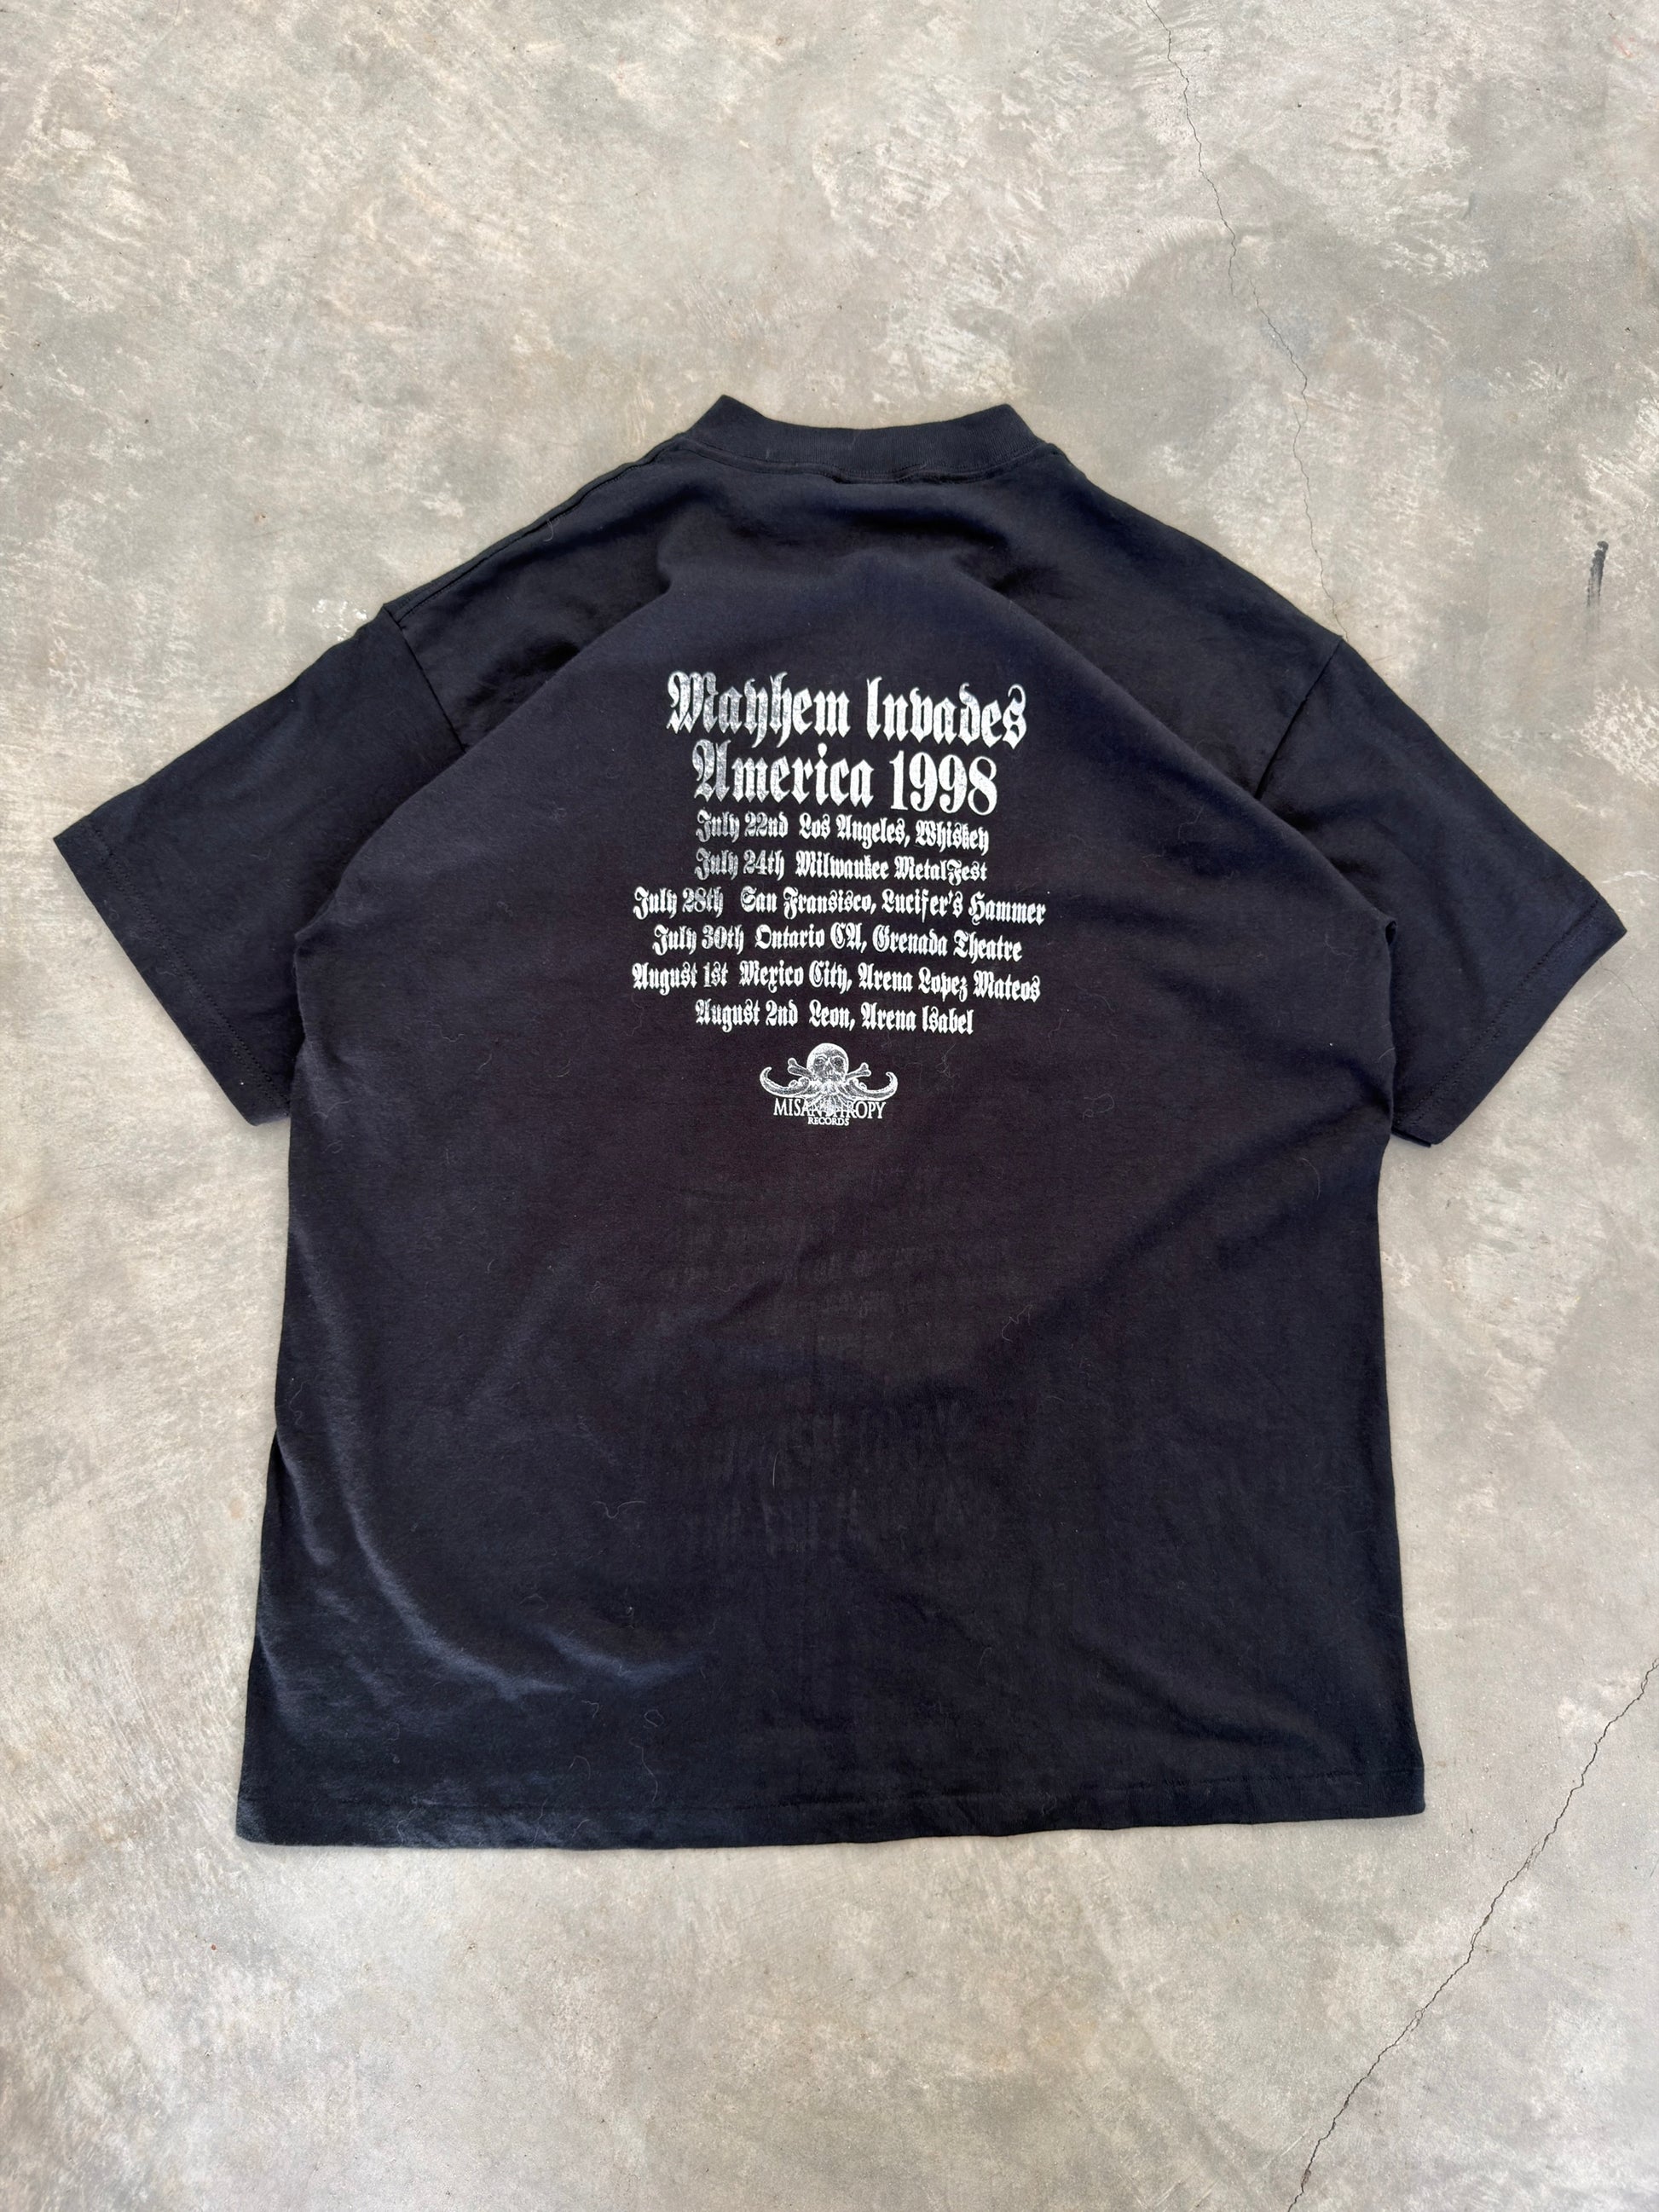 Mayhem Invades
America 1998
July 22nd Los Angeles, Whiskey
July 24th Milwaukee MetalFest
July 28th San Fransisco, Lucifer's Hammer
July 30th Ontario CA, Grenada Theatre
August 1st Mexico City, Arena Lopez Mateos
August 2nd Leon, Arena Isabel
MISANTHROPY
RECORDS